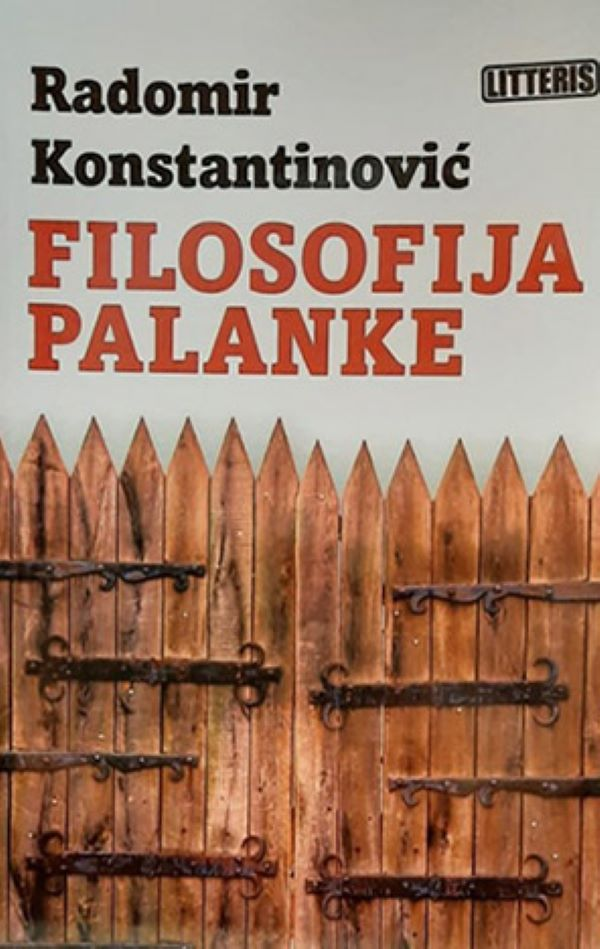 Radomir
LITTERIS
Konstantinović
FILOSOFIJA
PALANKE